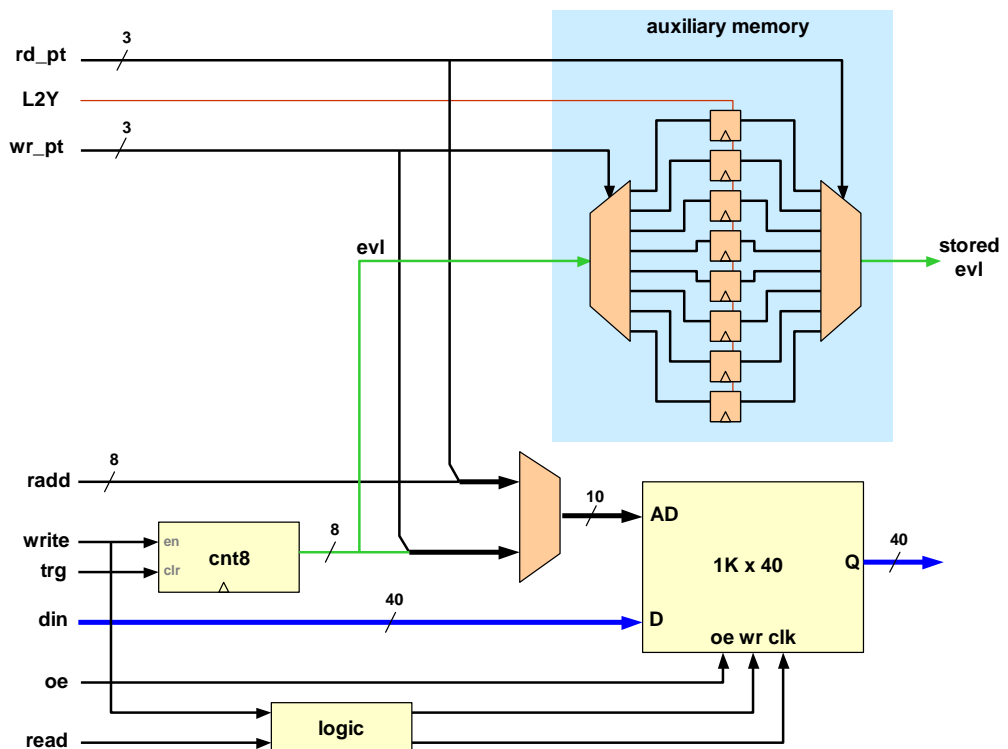 auxiliary memory
3
rd_pt
L2Y
3
wr_pt
evl
stored
evl
8
radd
10
AD
write
en
8
cnt8
40
trg
clr
1K x 40
Q
40
din
D
oe wr clk
oe
logic
read